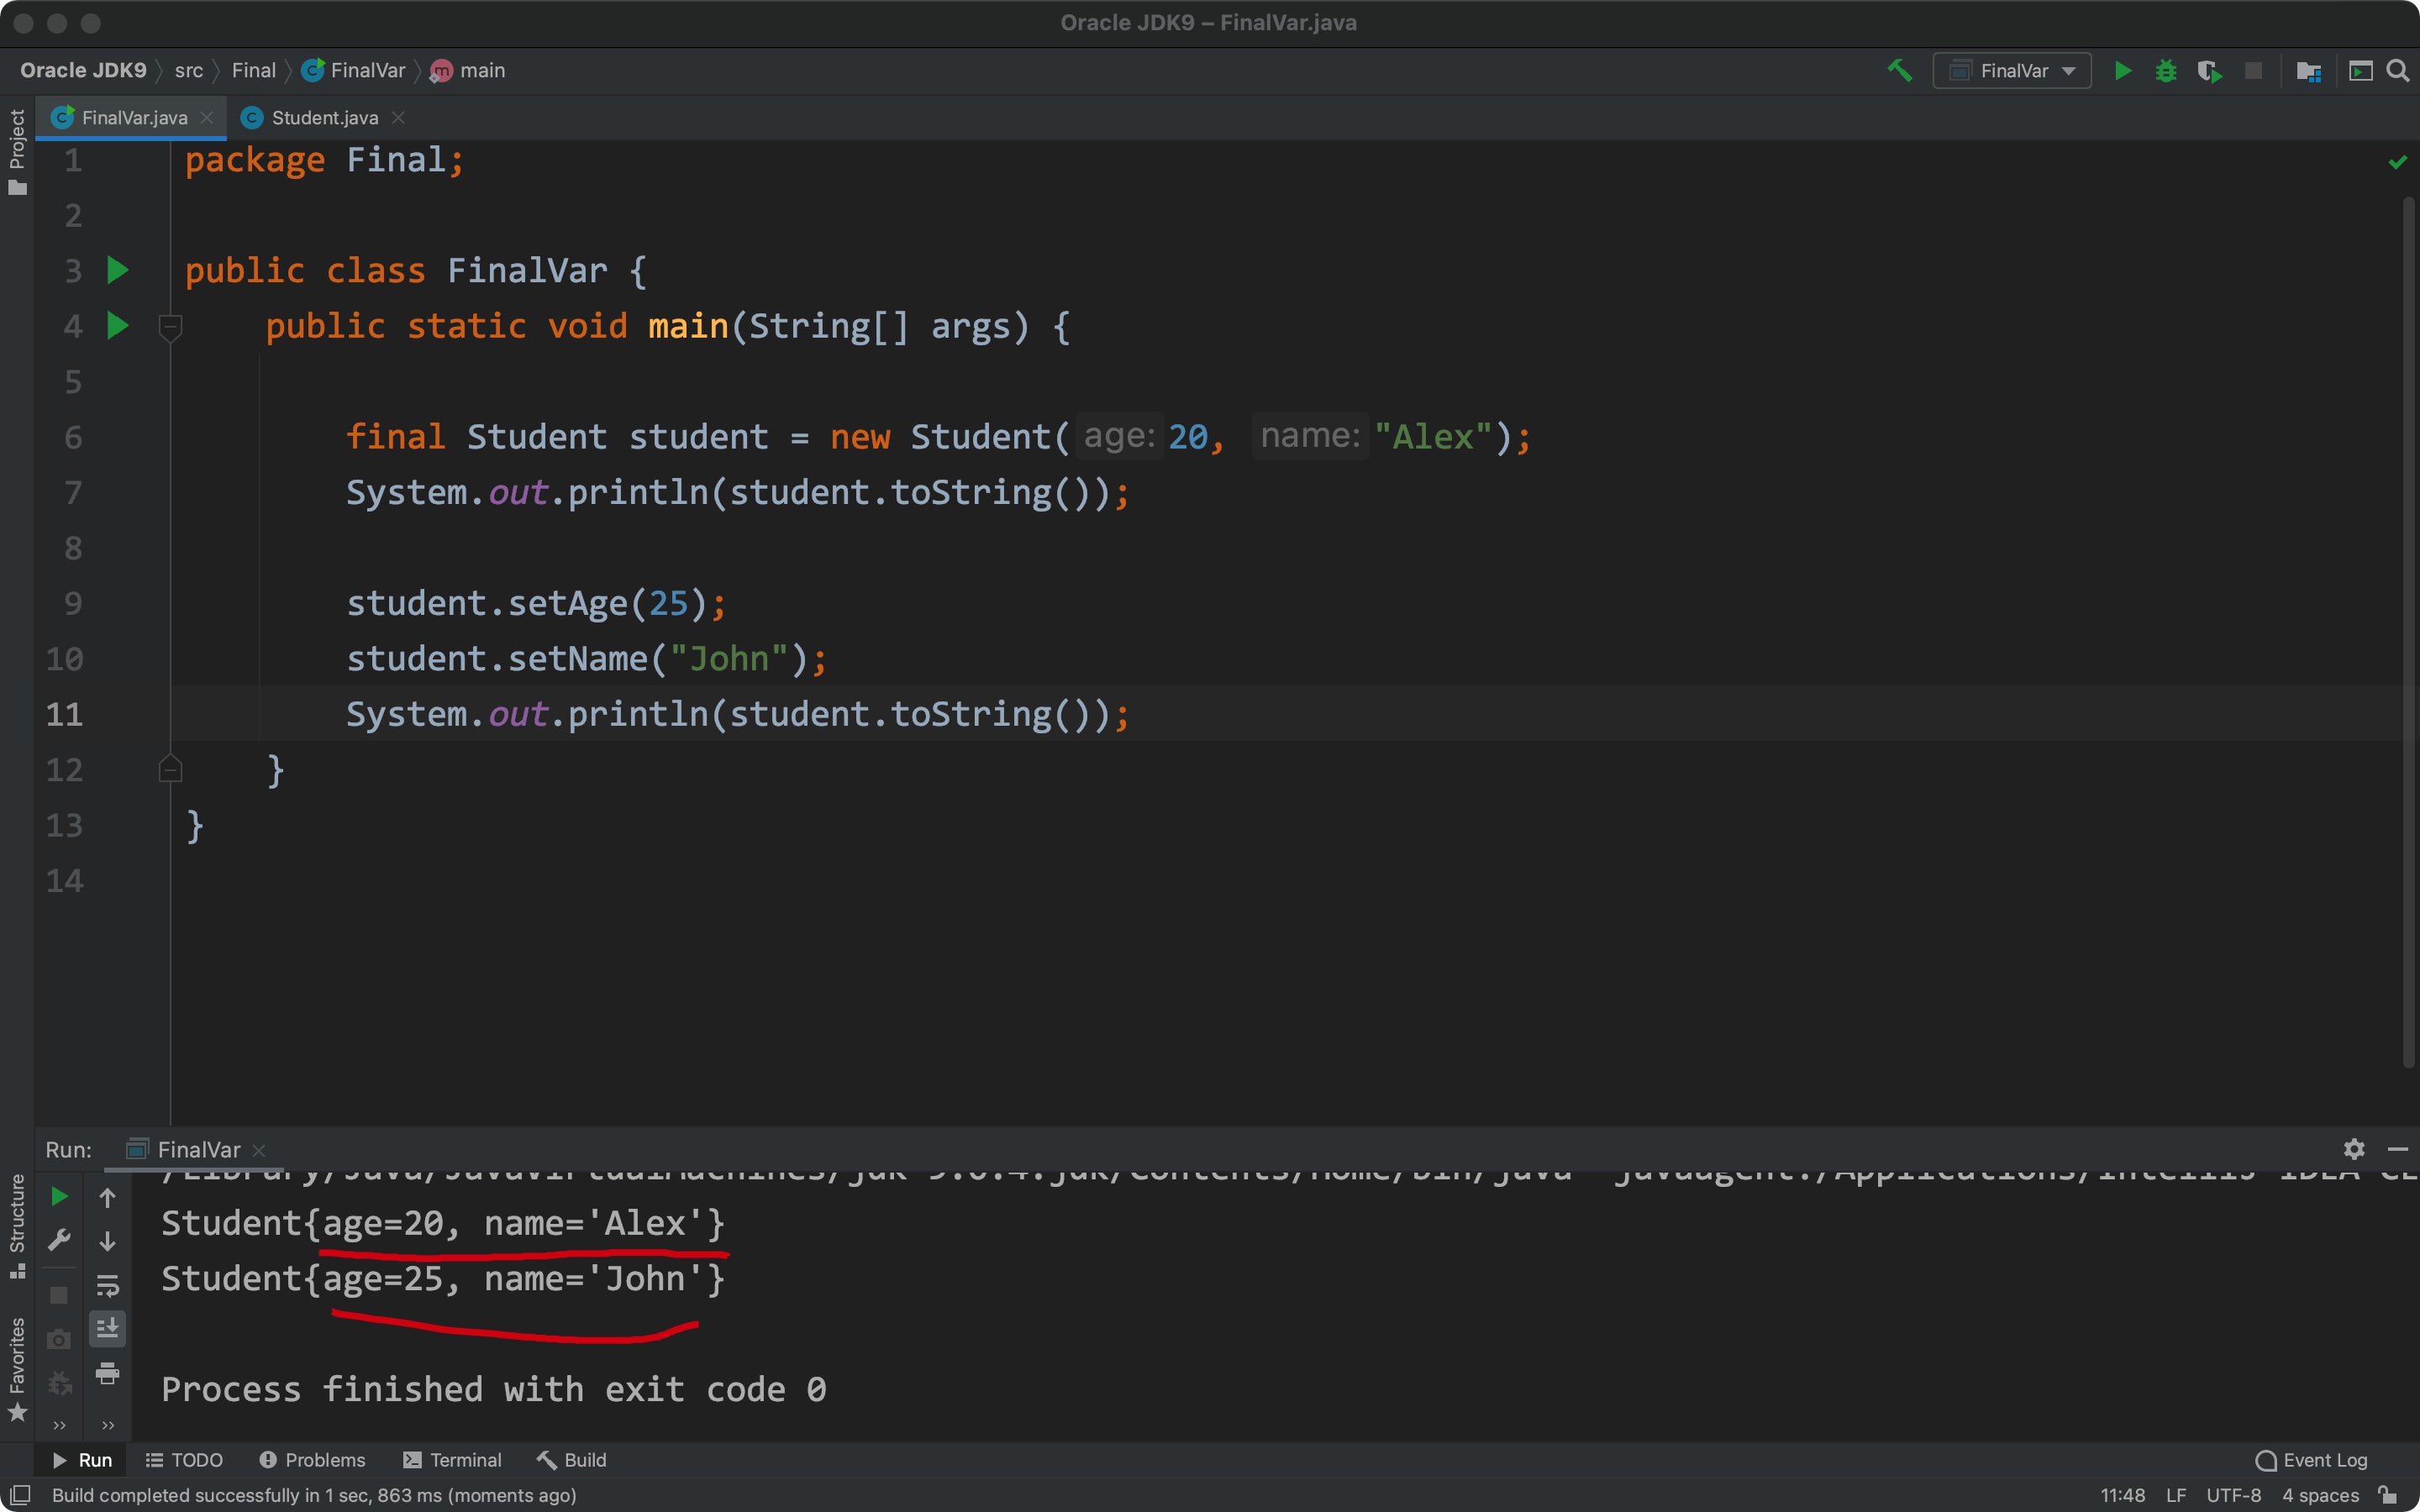 Oracle JDK9 – FinalVar.java
Oracle JDK9 src Final FinalVar main
FinalVar
Project
FinalVar.java Student.java
1 package Final;
2
3 public class FinalVar {
4 public static void main(String[] args) {
5
6 final Student student = new Student( age: 20, name: "Alex");
7 System.out.println(student.toString());
8
9 student.setAge(25);
10 student.setName("John");
11 System.out.println(student.toString());
12 }
13 }
14
Run: FinalVar
Structure
Favorites
Student{age=20, name='Alex'}
Student{age=25, name='John'}
Process finished with exit code 0
Run TODO Problems Terminal Build Event Log
Build completed successfully in 1 sec, 863 ms (moments ago) 11:48 LF UTF-8 4 spaces